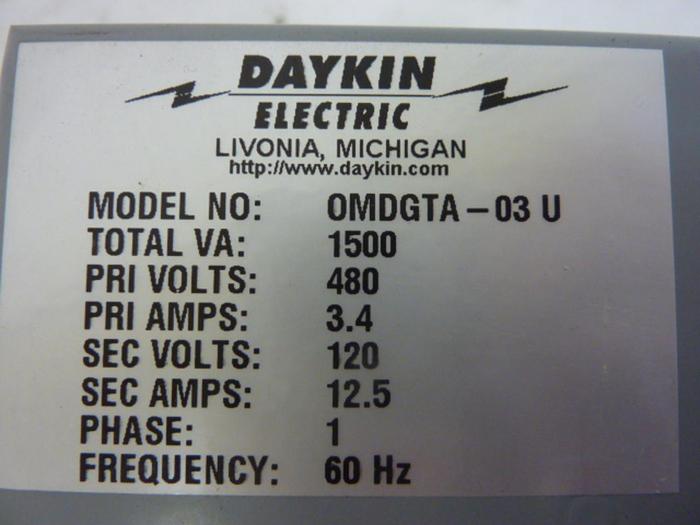 DAYKIN
ELECTRIC
LIVONIA, MICHIGAN
http://www.daykin.com
MODEL NO: OMDGTA-03 U
TOTAL VA: 1500
PRI VOLTS: 480
PRI AMPS: 3.4
SEC VOLTS: 120
SEC AMPS: 12.5
PHASE: 1
FREQUENCY: 60 Hz